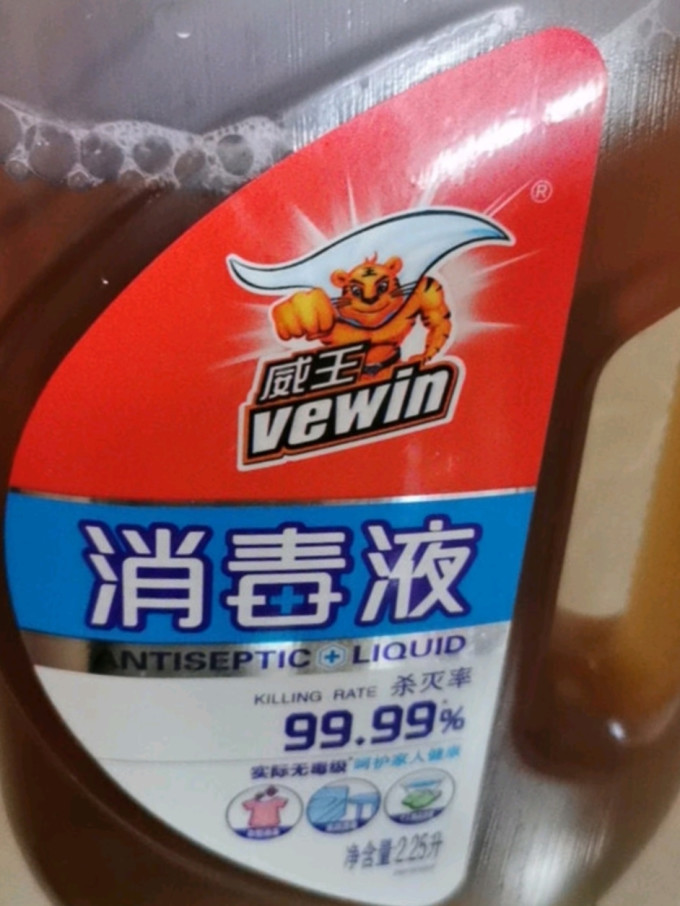 ®
威王
vewin
消毒液
ANTISEPTIC LIQUID
KILLING RATE 杀灭率
99.99%
实际无毒级*呵护家人健康
净含量:2.25升